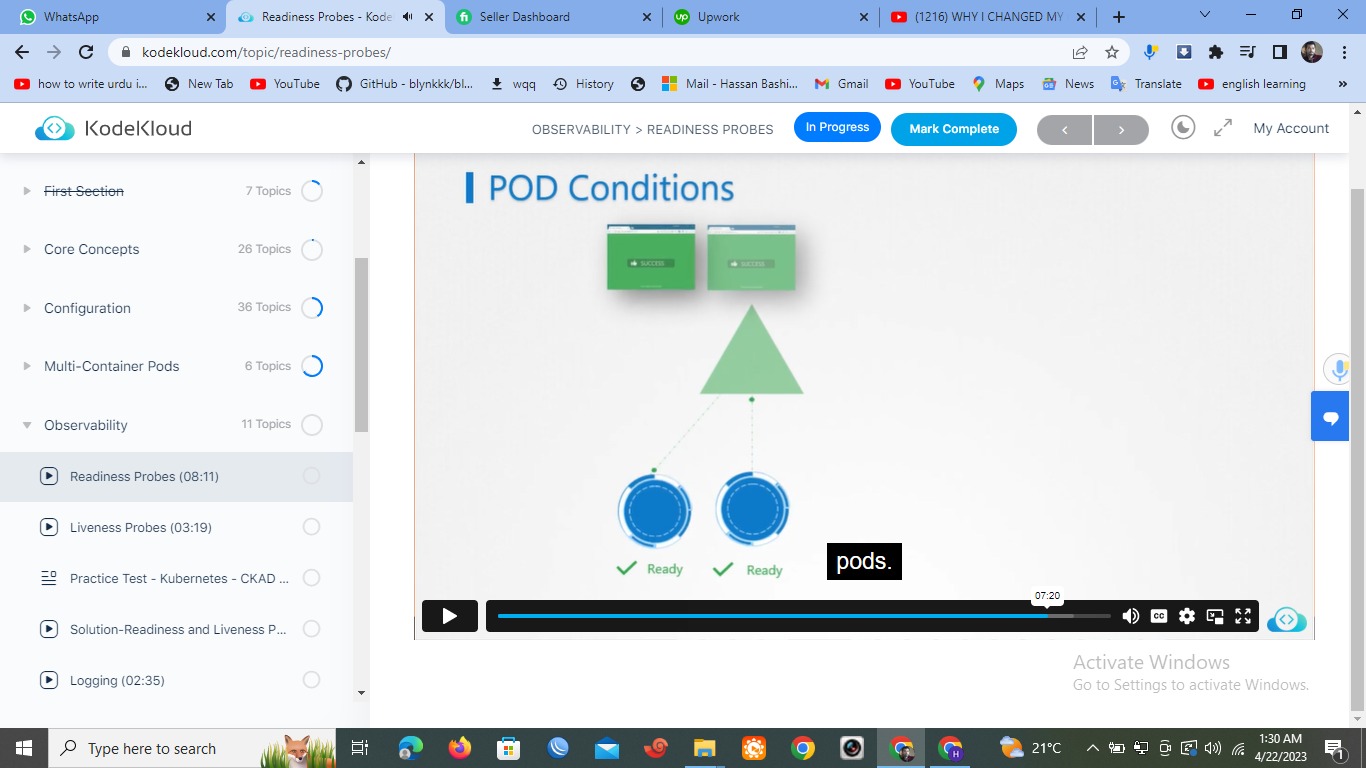 WhatsApp
Readiness Probes - Kode
Seller Dashboard
Upwork
(1216) WHY I CHANGED MY
kodekloud.com/topic/readiness-probes/
how to write urdu i...
New Tab
YouTube
GitHub - blynkkk/bl...
wqq
History
Mail - Hassan Bashi...
Gmail
YouTube
Maps
News
Translate
english learning
KodeKloud
OBSERVABILITY > READINESS PROBES
In Progress
Mark Complete
My Account
First Section 7 Topics
Core Concepts 26 Topics
Configuration 36 Topics
Multi-Container Pods 6 Topics
Observability 11 Topics
Readiness Probes (08:11)
Liveness Probes (03:19)
Practice Test - Kubernetes - CKAD ...
Solution-Readiness and Liveness P...
Logging (02:35)
POD Conditions
SUCCESS
SUCCESS
Ready
Ready
pods.
07:20
CC
Activate Windows
Go to Settings to activate Windows.
Type here to search
21°C
1:30 AM
4/22/2023
1